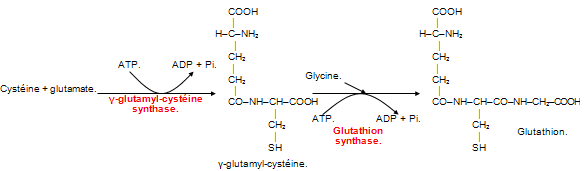 COOH
H–C–NH₂
CH₂
CH₂
CO–NH–CH–COOH
CH₂
SH
γ-glutamyl-cystéine.
Cystéine + glutamate.
ATP.
ADP + Pi.
γ-glutamyl-cystéine
synthase.
Glycine.
ATP.
ADP + Pi.
Glutathion
synthase.
COOH
H–C–NH₂
CH₂
CH₂
CO–NH–CH–CO–NH–CH₂–COOH
CH₂
SH
Glutathion.